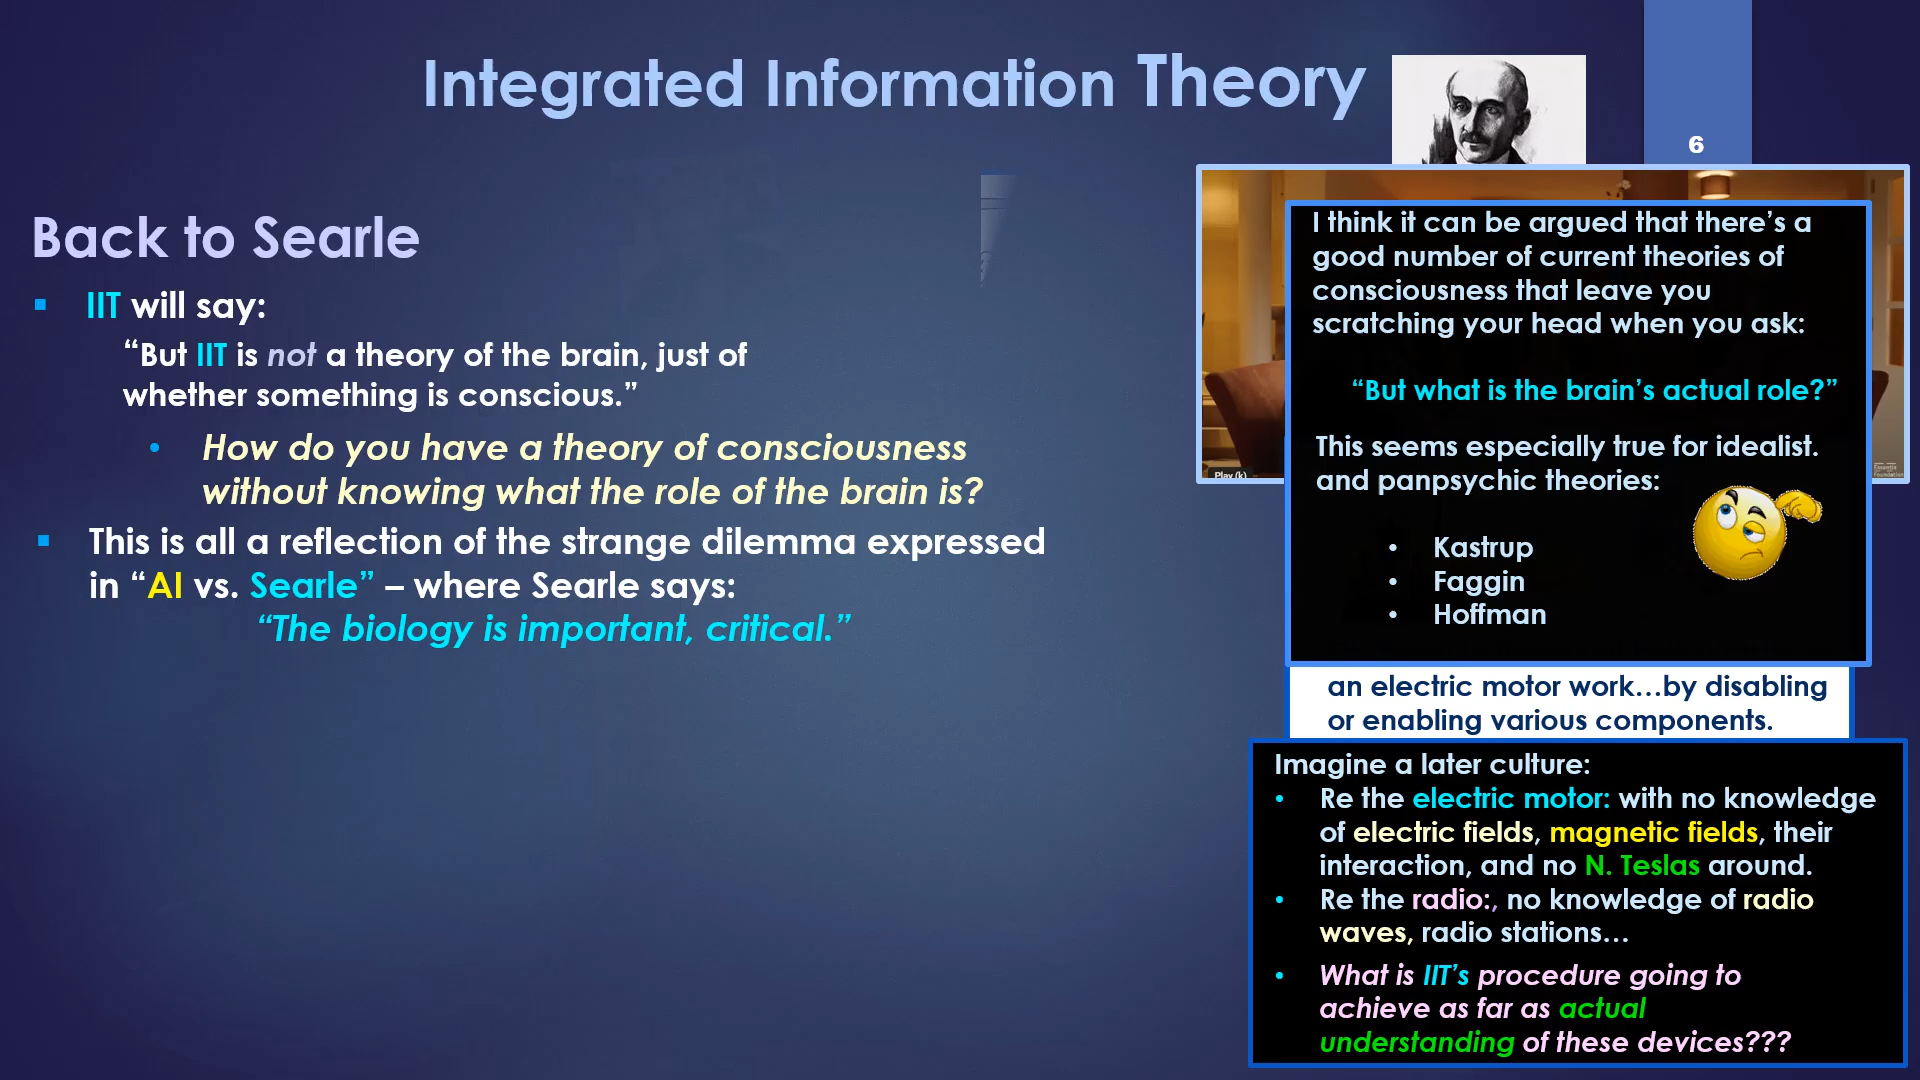 Integrated Information Theory
6
Back to Searle
▪ IIT will say:
“But IIT is not a theory of the brain, just of
whether something is conscious.”
• How do you have a theory of consciousness
without knowing what the role of the brain is?
▪ This is all a reflection of the strange dilemma expressed
in “AI vs. Searle” – where Searle says:
“The biology is important, critical.”
I think it can be argued that there’s a
good number of current theories of
consciousness that leave you
scratching your head when you ask:
“But what is the brain’s actual role?”
This seems especially true for idealist.
and panpsychic theories:
• Kastrup
• Faggin
• Hoffman
Play (k)
Essentia
Foundation
an electric motor work…by disabling
or enabling various components.
Imagine a later culture:
• Re the electric motor: with no knowledge
of electric fields, magnetic fields, their
interaction, and no N. Teslas around.
• Re the radio:, no knowledge of radio
waves, radio stations…
• What is IIT’s procedure going to
achieve as far as actual
understanding of these devices???